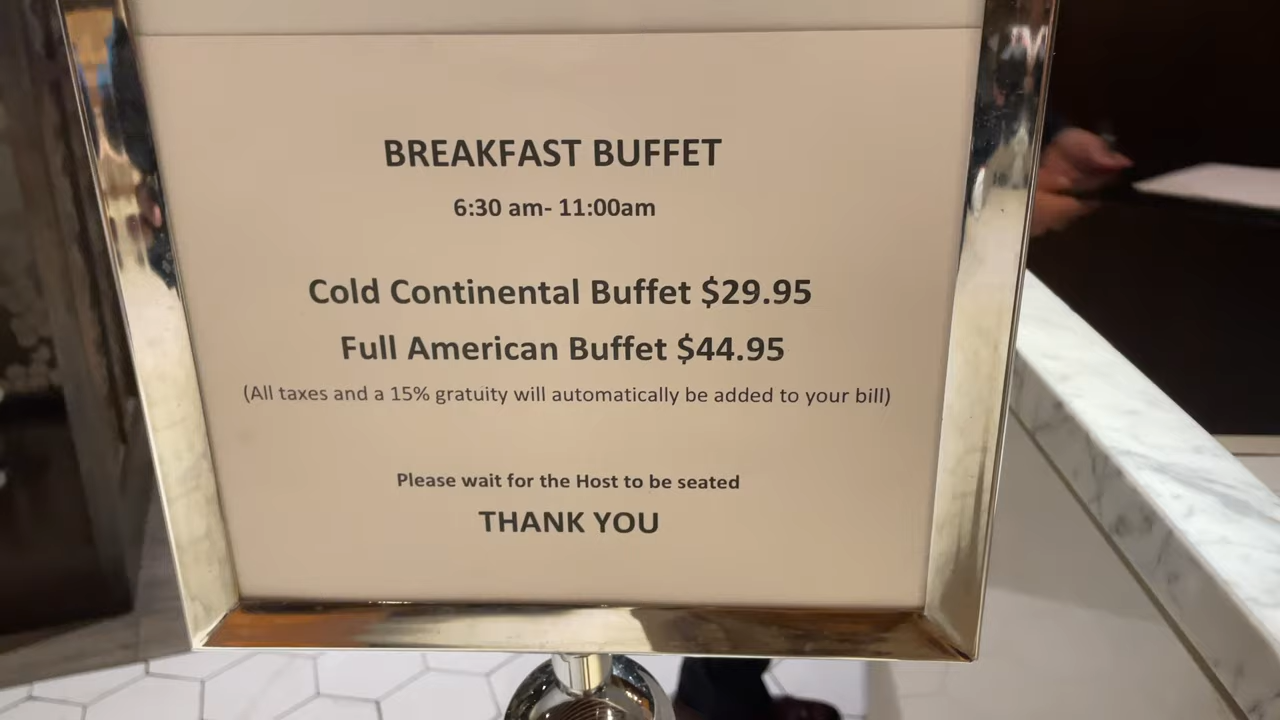 BREAKFAST BUFFET
6:30 am- 11:00am
Cold Continental Buffet $29.95
Full American Buffet $44.95
(All taxes and a 15% gratuity will automatically be added to your bill)
Please wait for the Host to be seated
THANK YOU